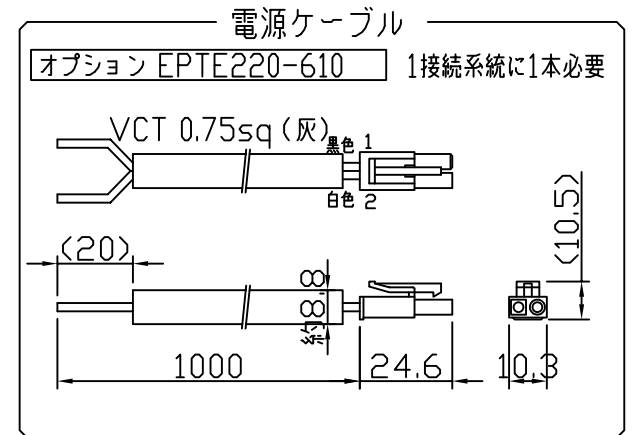 電源ケーブル
オプション EPTE220-610
1接続系統に1本必要
VCT 0.75sq (灰)
黒色 1
白色 2
(20)
(10.5)
約8.8
1000
24.6
10.3